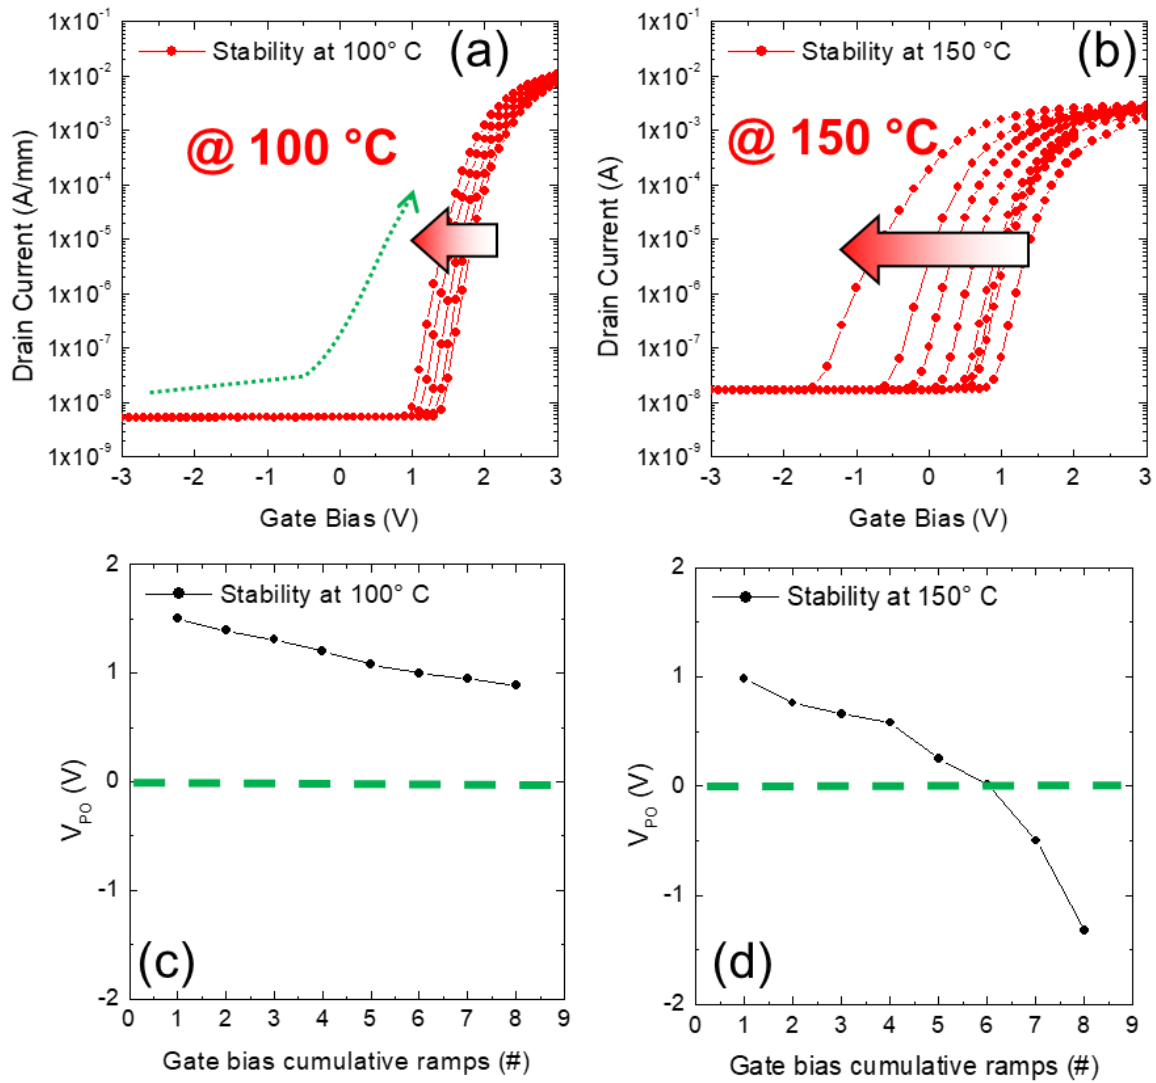 Stability at 100° C
(a)
@ 100 °C
1x10⁻¹
1x10⁻²
1x10⁻³
1x10⁻⁴
1x10⁻⁵
1x10⁻⁶
1x10⁻⁷
1x10⁻⁸
1x10⁻⁹
Drain Current (A/mm)
-3 -2 -1 0 1 2 3
Gate Bias (V)
Stability at 150 °C
(b)
@ 150 °C
1x10⁻¹
1x10⁻²
1x10⁻³
1x10⁻⁴
1x10⁻⁵
1x10⁻⁶
1x10⁻⁷
1x10⁻⁸
1x10⁻⁹
Drain Current (A)
-3 -2 -1 0 1 2 3
Gate Bias (V)
Stability at 100° C
2
1
0
-1
-2
V_PO (V)
(c)
0 1 2 3 4 5 6 7 8 9
Gate bias cumulative ramps (#)
Stability at 150° C
2
1
0
-1
-2
V_PO (V)
(d)
0 1 2 3 4 5 6 7 8 9
Gate bias cumulative ramps (#)